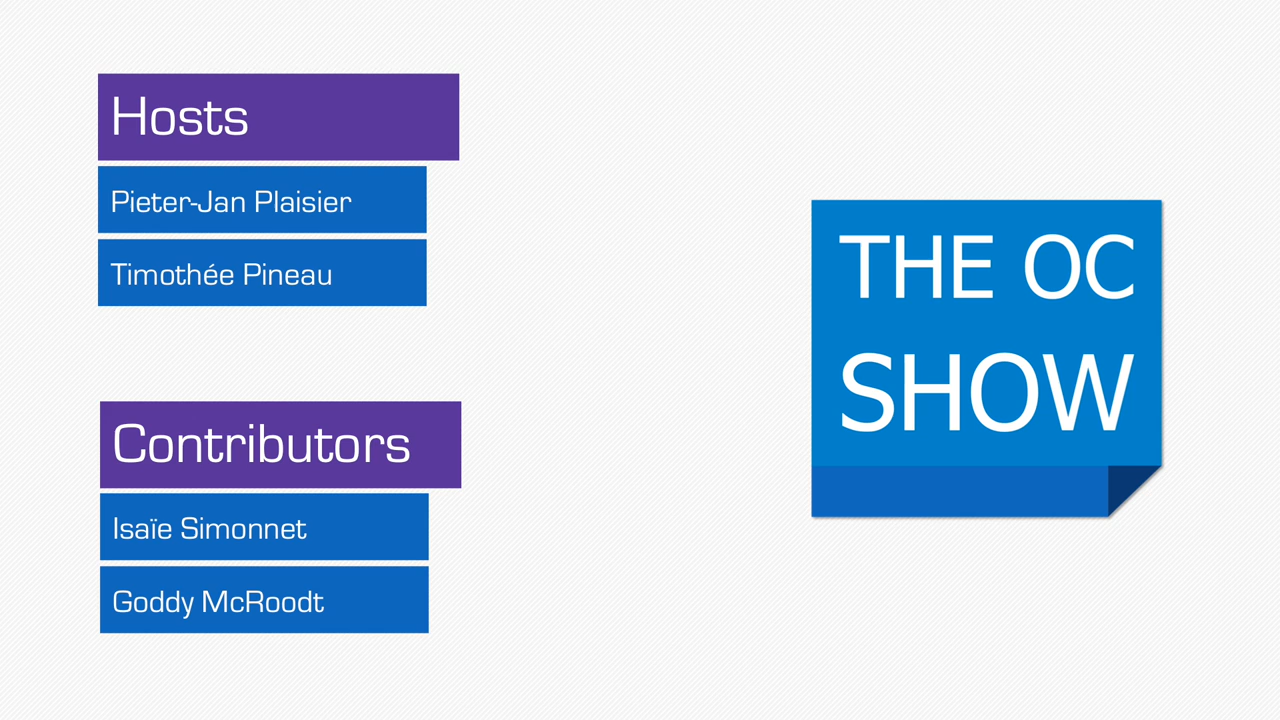 Hosts
Pieter-Jan Plaisier
Timothée Pineau
Contributors
Isaïe Simonnet
Goddy McRoodt
THE OC
SHOW